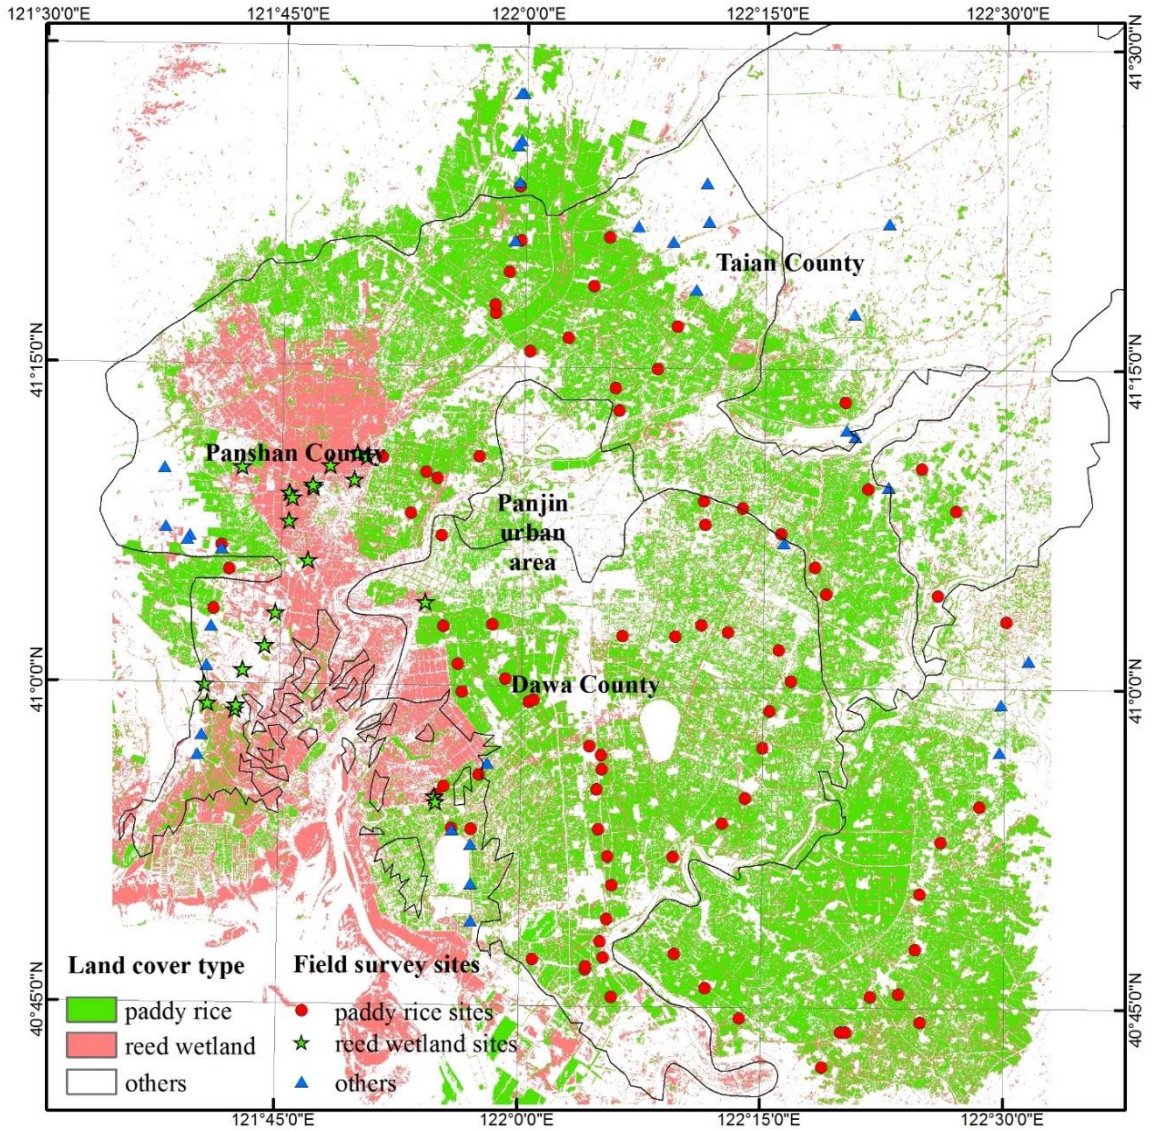 121°30'0"E 121°45'0"E 122°0'0"E 122°15'0"E 122°30'0"E
41°30'0"N
Taian County
41°15'0"N 41°15'0"N
Panshan County
Panjin
urban
area
41°0'0"N 41°0'0"N
Dawa County
Land cover type Field survey sites
40°45'0"N 40°45'0"N
paddy rice paddy rice sites
reed wetland reed wetland sites
others others
121°45'0"E 122°0'0"E 122°15'0"E 122°30'0"E